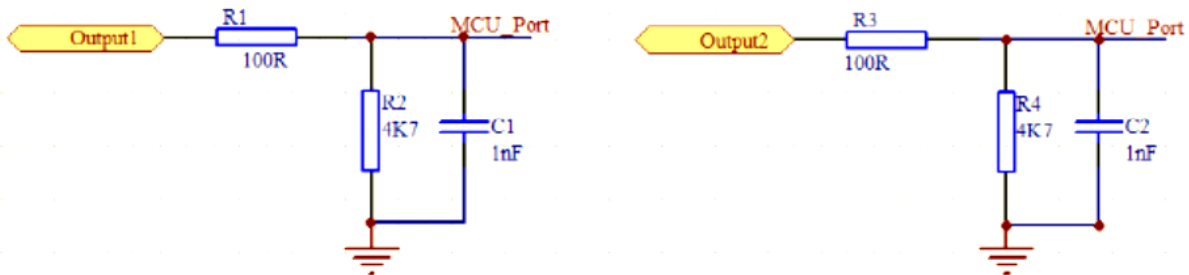 R1
MCU_Port
Output1
100R
R2
4K7
C1
1nF
R3
MCU_Port
Output2
100R
R4
4K7
C2
1nF